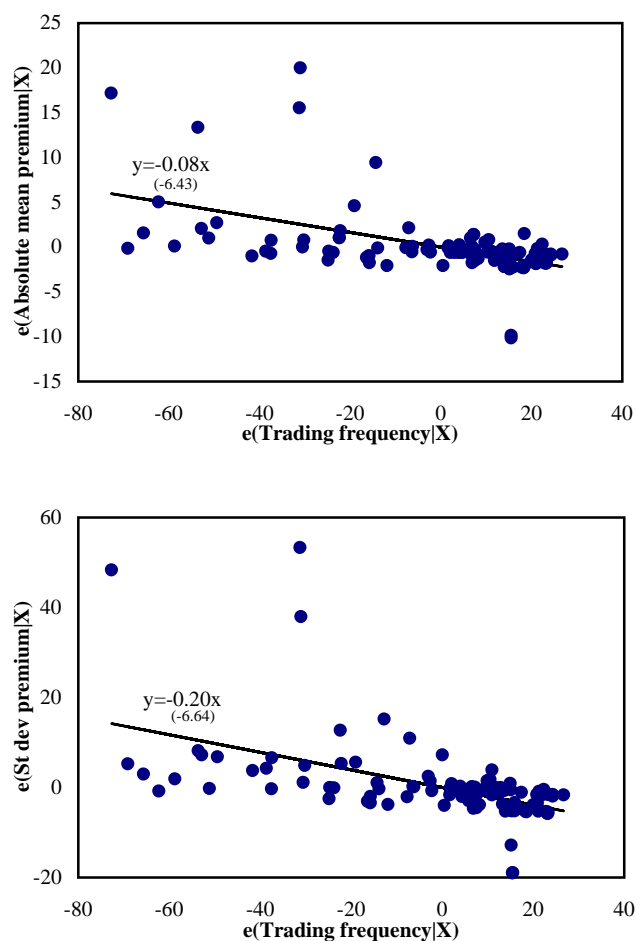 25
20
15
10
5
0
-5
-10
-15
e(Absolute mean premium|X)
y=-0.08x
(-6.43)
-80 -60 -40 -20 0 20 40
e(Trading frequency|X)
60
40
20
0
-20
e(St dev premium|X)
y=-0.20x
(-6.64)
-80 -60 -40 -20 0 20 40
e(Trading frequency|X)